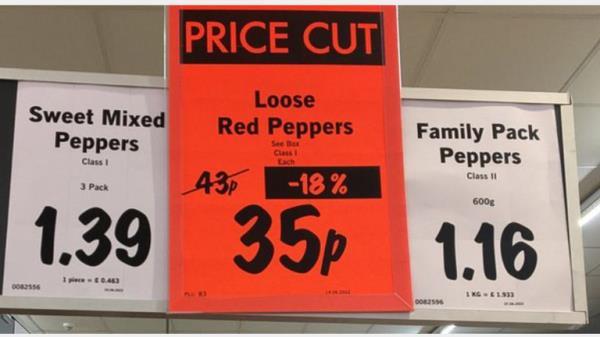 Sweet Mixed
Peppers
Class I
3 Pack
1.39
1 piece = £ 0.463
0082556
PRICE CUT
Loose
Red Peppers
See Box
Class I
Each
43p
-18%
35p
PLU 83
Family Pack
Peppers
Class II
600g
1.16
1 KG = £ 1.933
0082596